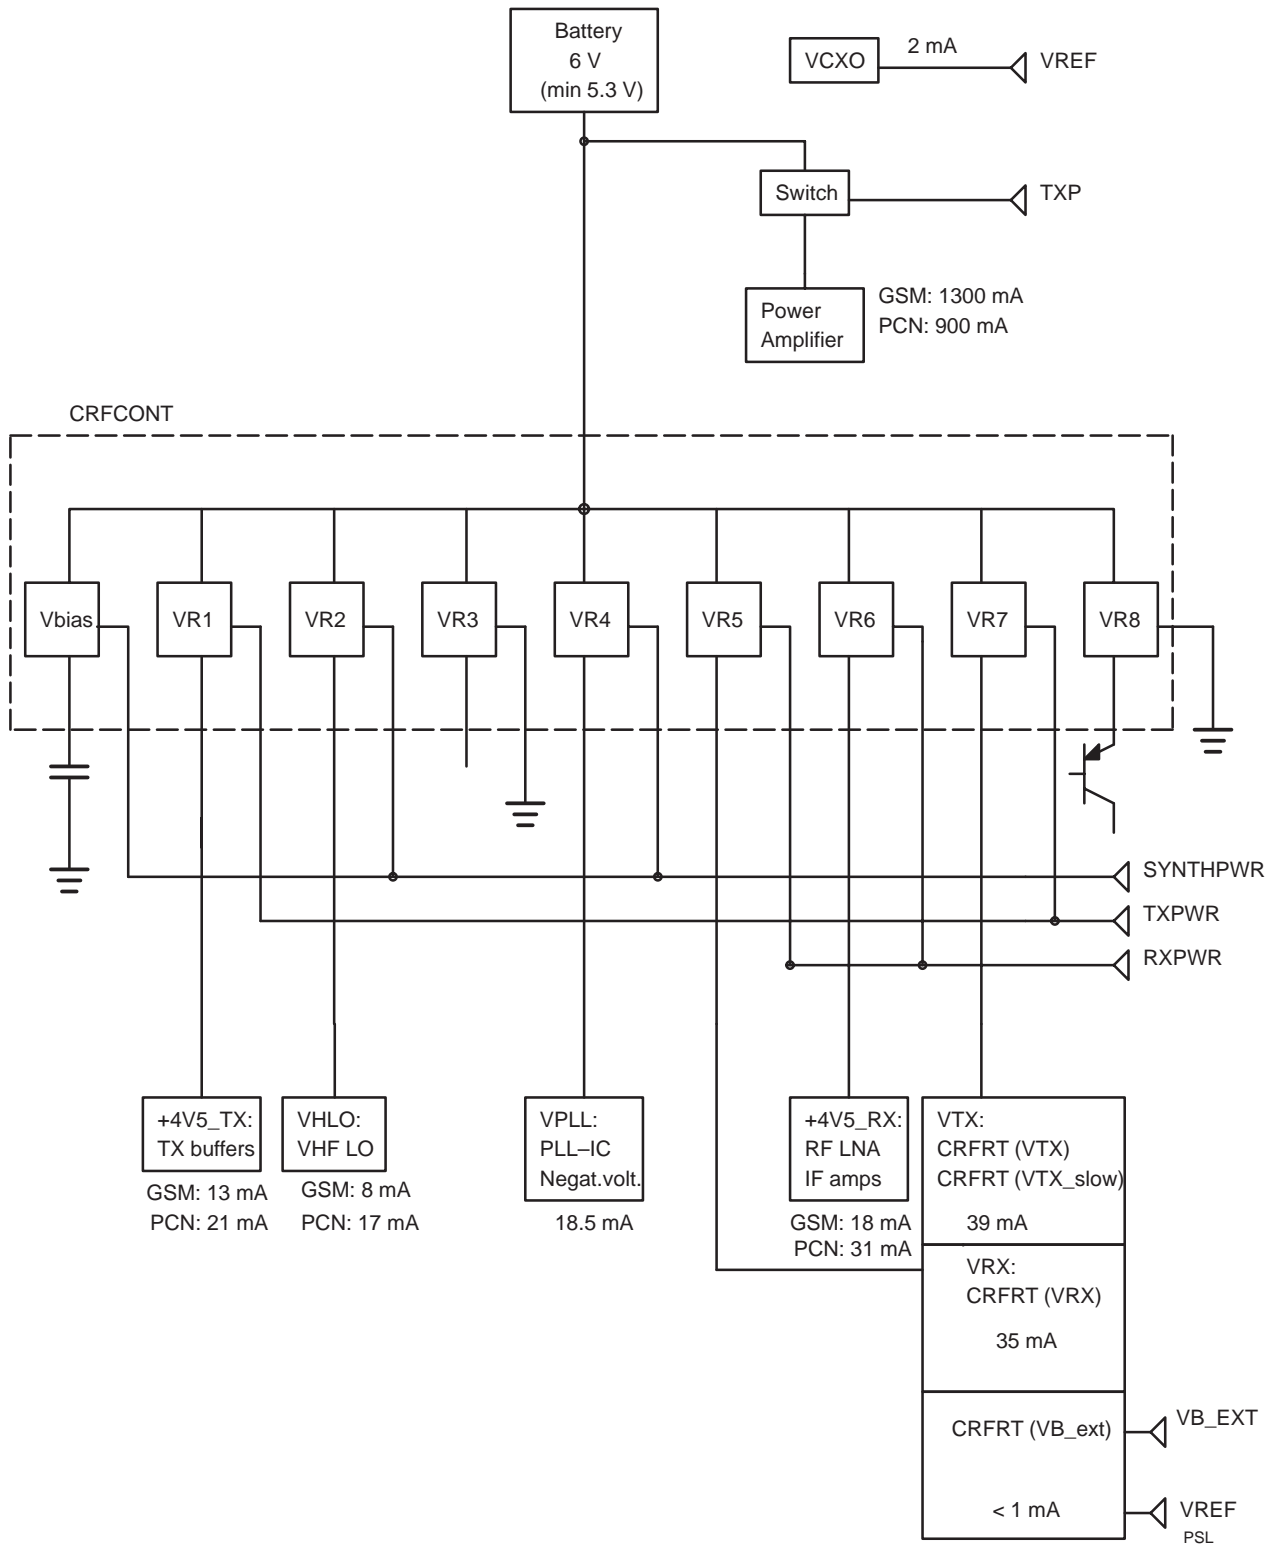 Battery
6 V
(min 5.3 V)
VCXO
2 mA
VREF
Switch
TXP
Power
Amplifier
GSM: 1300 mA
PCN: 900 mA
CRFCONT
Vbias
VR1
VR2
VR3
VR4
VR5
VR6
VR7
VR8
SYNTHPWR
TXPWR
RXPWR
+4V5_TX:
TX buffers
GSM: 13 mA
PCN: 21 mA
VHLO:
VHF LO
GSM: 8 mA
PCN: 17 mA
VPLL:
PLL–IC
Negat.volt.
18.5 mA
+4V5_RX:
RF LNA
IF amps
GSM: 18 mA
PCN: 31 mA
VTX:
CRFRT (VTX)
CRFRT (VTX_slow)
39 mA
VRX:
CRFRT (VRX)
35 mA
CRFRT (VB_ext)
VB_EXT
< 1 mA
VREF
PSL